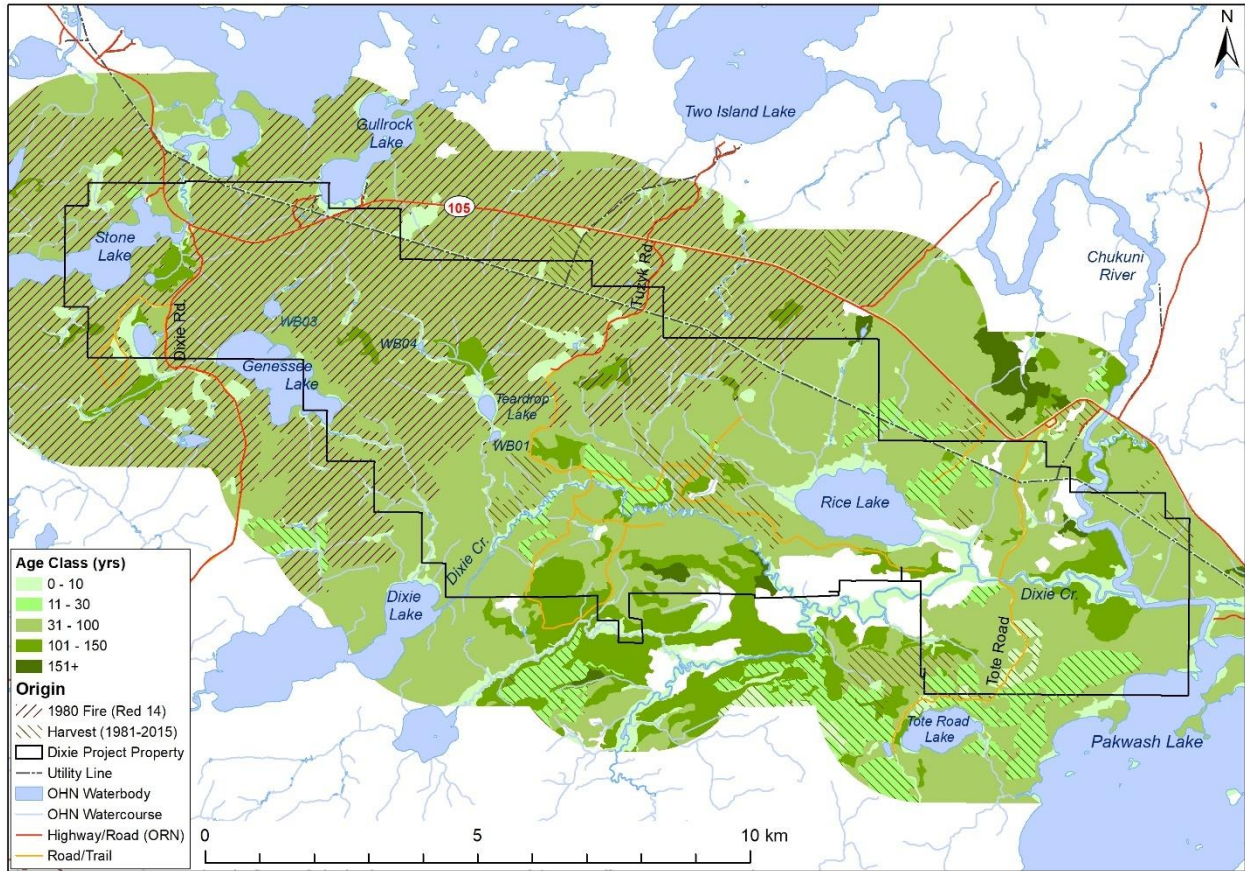 N
Two Island Lake
Gullrock
Lake
105
Stone
Lake
Chukuni
River
Tuzyk Rd
Dixie Rd.
WB03
WB04
Genessee
Lake
Teardrop
Lake
WB01
Rice Lake
Dixie Cr.
Dixie
Lake
Dixie Cr.
Tote Road
Tote Road
Lake
Pakwash Lake
Age Class (yrs)
0 - 10
11 - 30
31 - 100
101 - 150
151+
Origin
1980 Fire (Red 14)
Harvest (1981-2015)
Dixie Project Property
Utility Line
OHN Waterbody
OHN Watercourse
Highway/Road (ORN)
Road/Trail
0 5 10 km